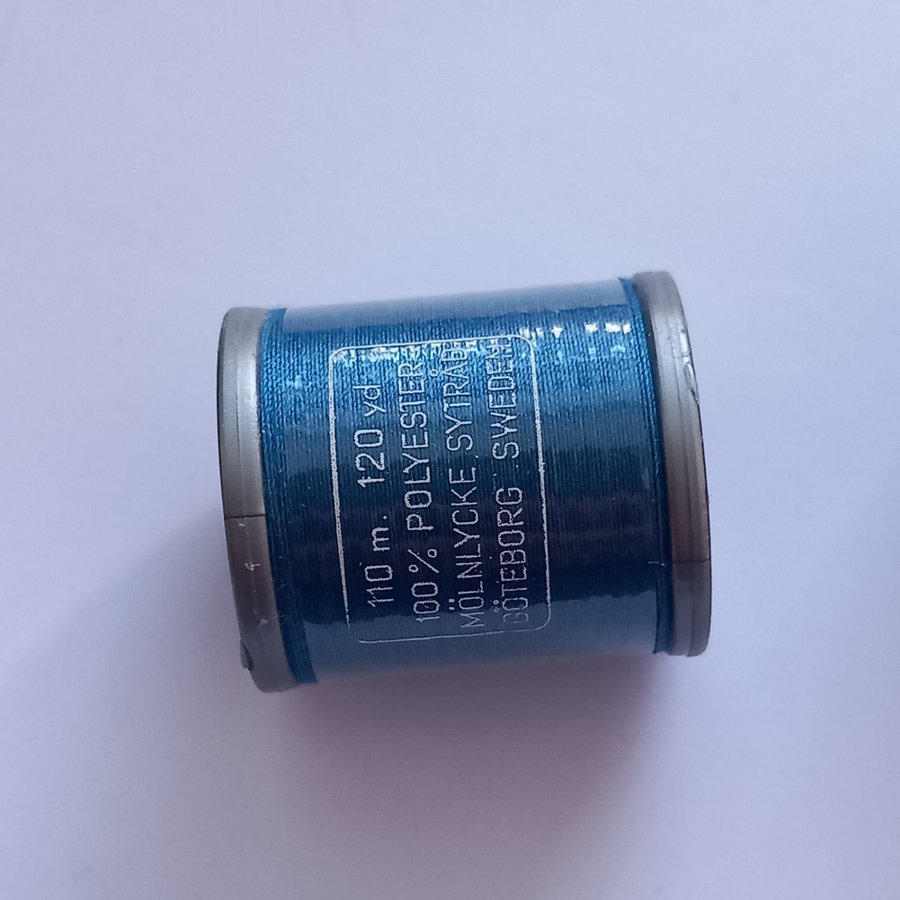 110 m. 120 yd
100% POLYESTER
MÖLNLYCKE SYTRÅD
GÖTEBORG SWEDEN